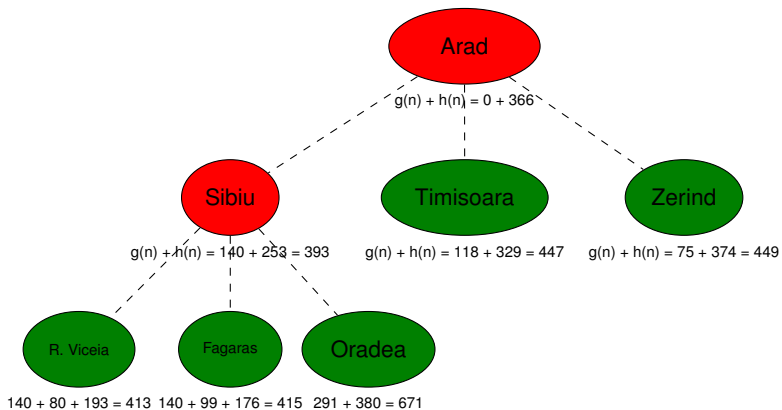 Arad
g(n) + h(n) = 0 + 366
Sibiu
Timisoara
Zerind
g(n) + h(n) = 140 + 253 = 393
g(n) + h(n) = 118 + 329 = 447
g(n) + h(n) = 75 + 374 = 449
R. Viceia
Fagaras
Oradea
140 + 80 + 193 = 413
140 + 99 + 176 = 415
291 + 380 = 671